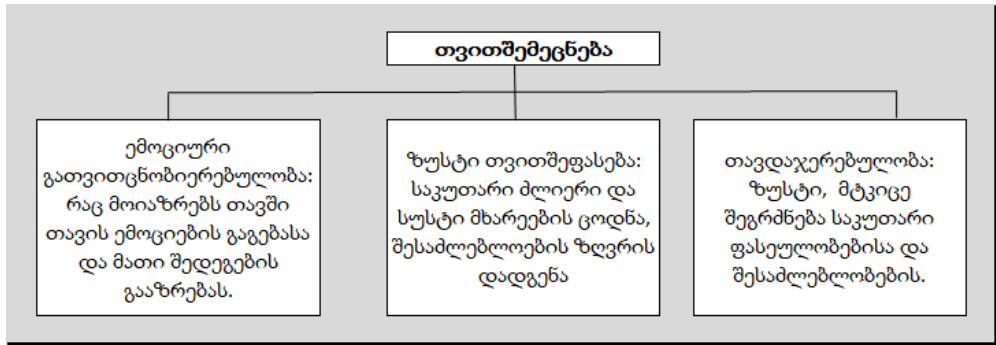 თვითშემეცნება
ემოციური
გათვითცნობიერებულობა:
რაც მოიაზრებს თავში
თავის ემოციების გაგებასა
და მათი შედეგების
გააზრებას.
ზუსტი თვითშეფასება:
საკუთარი ძლიერი და
სუსტი მხარეების ცოდნა,
შესაძლებლოების ზღვრის
დადგენა
თავდაჯერებულობა:
ზუსტი, მტკიცე
შეგრძნება საკუთარი
ფასეულობებისა და
შესაძლებლობების.